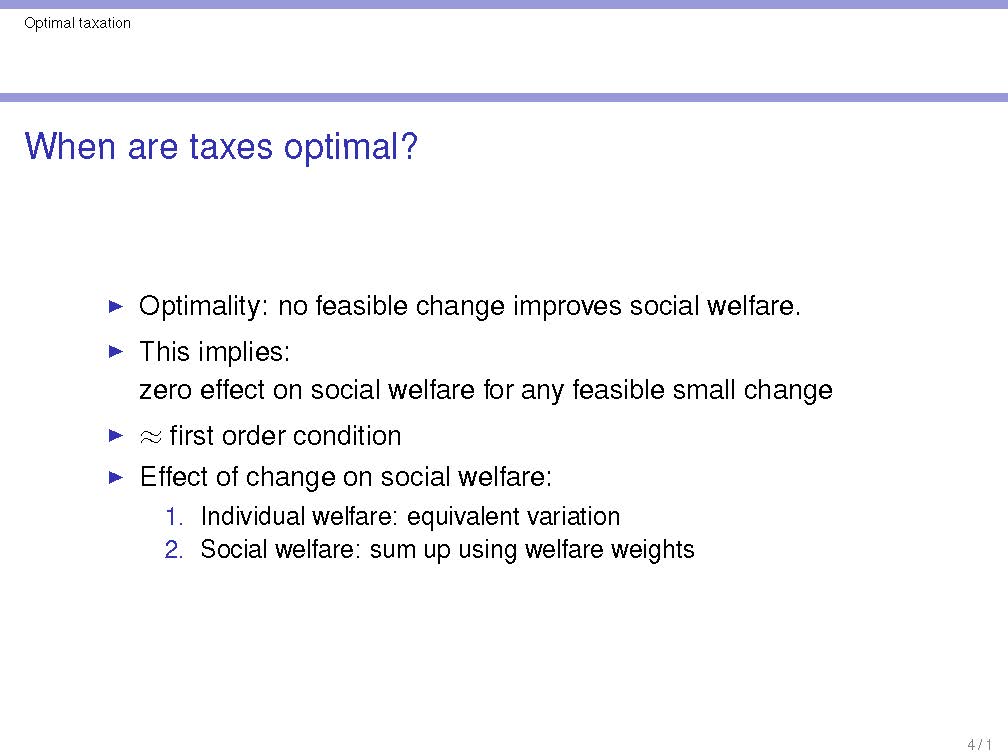 Optimal taxation
When are taxes optimal?
▶ Optimality: no feasible change improves social welfare.
▶ This implies:
zero effect on social welfare for any feasible small change
▶ ≈ first order condition
▶ Effect of change on social welfare:
1. Individual welfare: equivalent variation
2. Social welfare: sum up using welfare weights
4 / 1